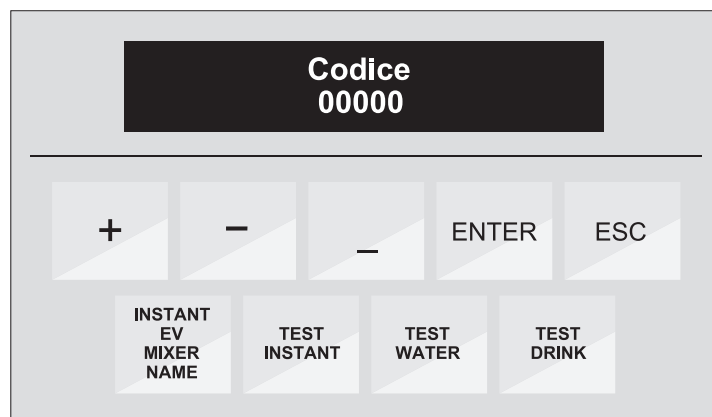 Codice
00000
+ − _ ENTER ESC
INSTANT
EV
MIXER
NAME
TEST
INSTANT
TEST
WATER
TEST
DRINK